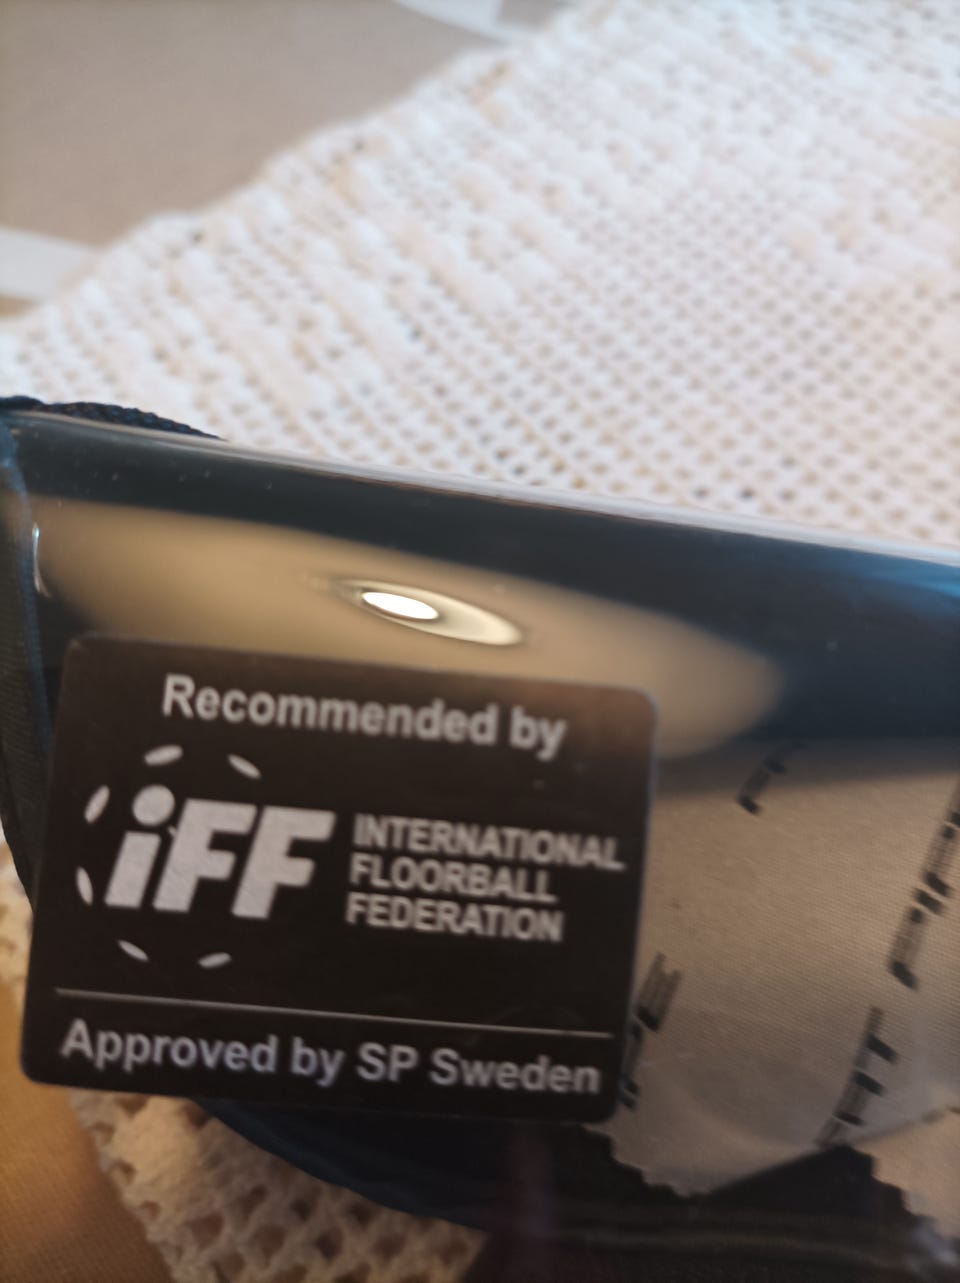 Recommended by
iFF
INTERNATIONAL
FLOORBALL
FEDERATION
Approved by SP Sweden